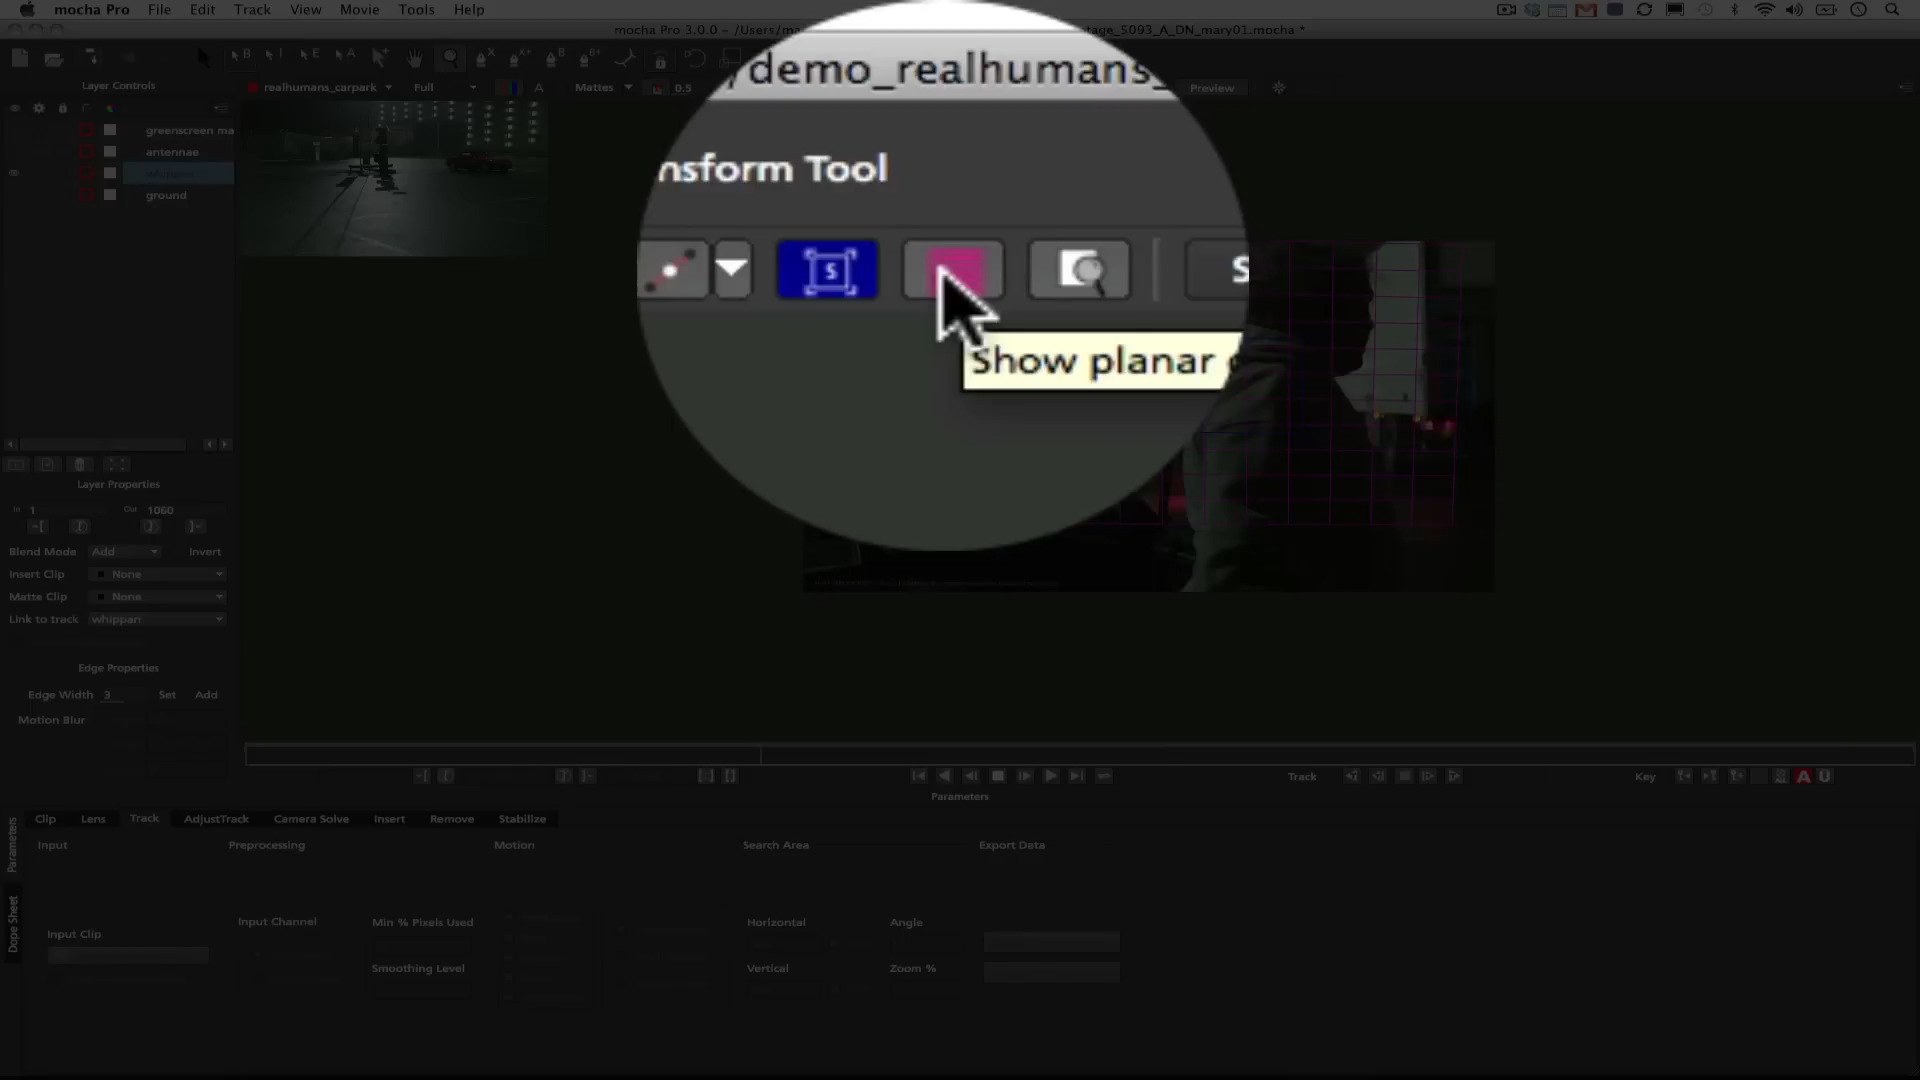 mocha Pro File Edit Track View Movie Tools Help
mocha Pro 3.0.0 - /Users/ma tage_5093_A_DN_mary01.mocha *
/demo_realhumans_
B I E A X X+ B B+
Layer Controls
realhumans_carpark Full A Mattes 0.5 Preview
nsform Tool
greenscreen ma
antennae
ground
S S
Show planar
Layer Properties
In 1 Out 1060
Blend Mode Add Invert
Insert Clip None
Matte Clip None
Link to track whippan
Edge Properties
Edge Width 3 Set Add
Motion Blur
Track Key A U
Parameters
Parameters
Dope Sheet
Clip Lens Track AdjustTrack Camera Solve Insert Remove Stabilize
Input Preprocessing Motion Search Area Export Data
Input Channel Min % Pixels Used Horizontal Angle
Input Clip
Smoothing Level Vertical Zoom %